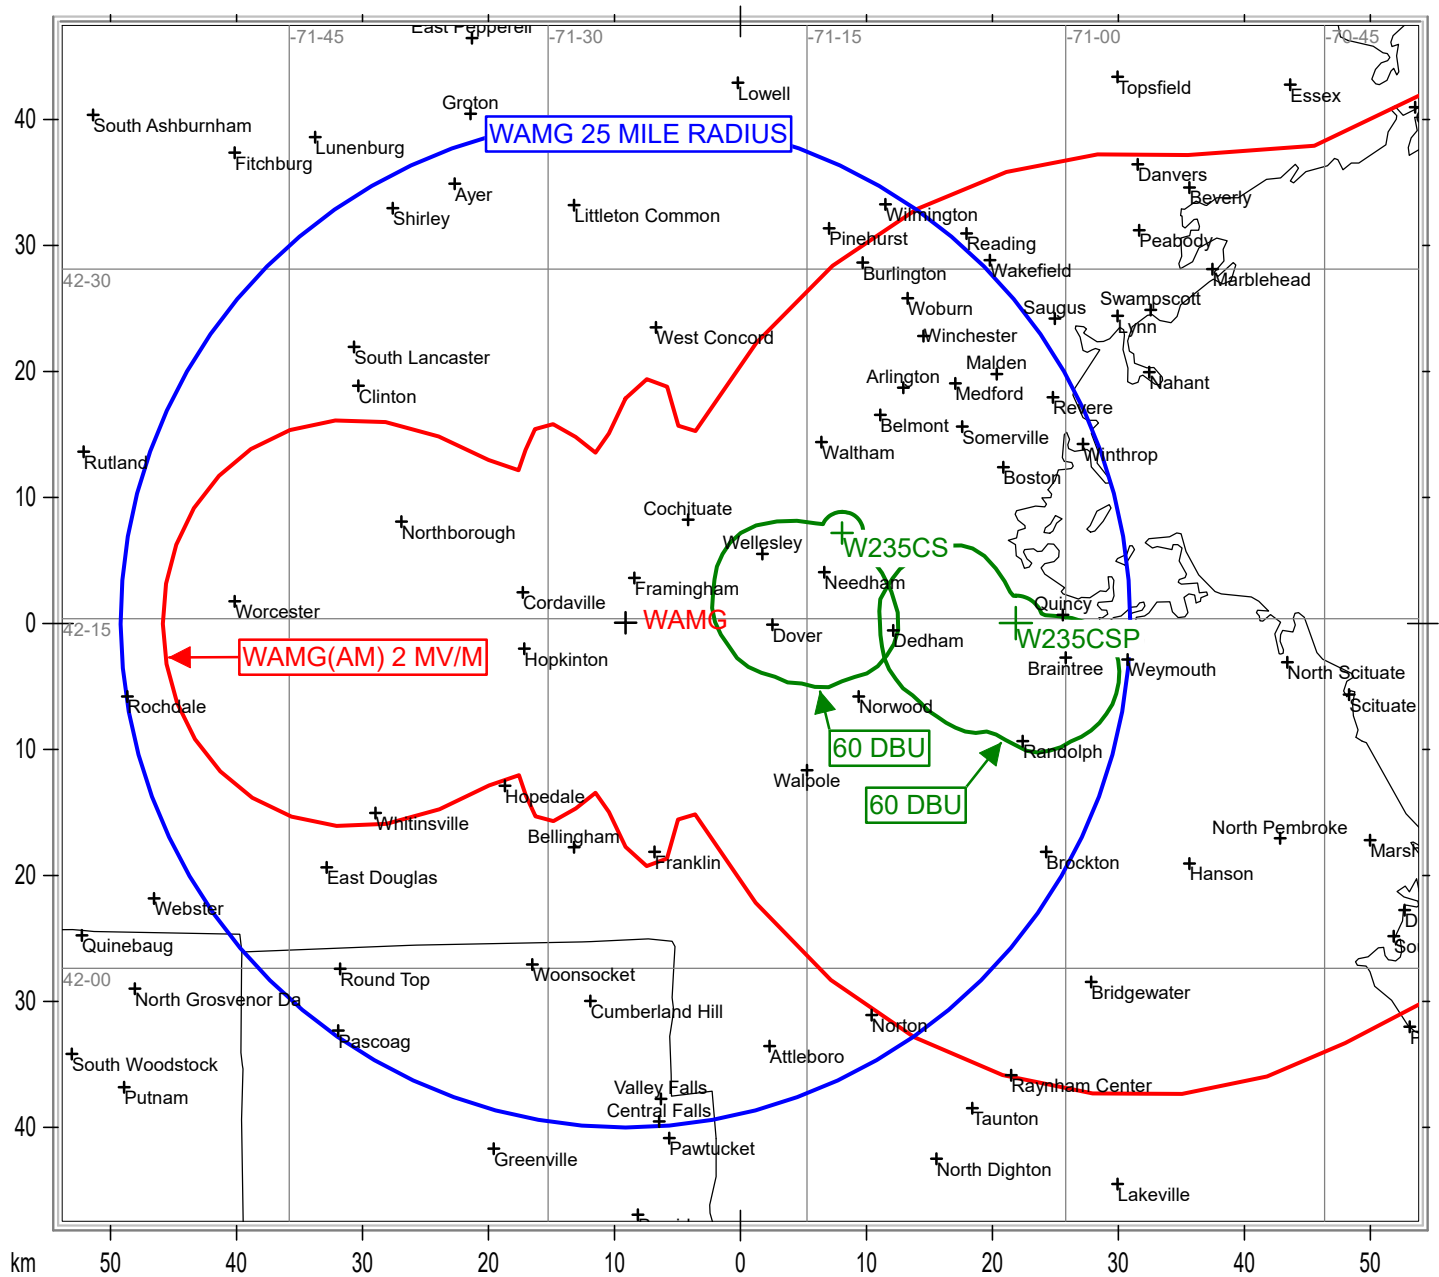 East Pepperell
-71-45
-71-30
-71-15
-71-00
-70-45
Topsfield
Essex
Lowell
Groton
40
South Ashburnham
WAMG 25 MILE RADIUS
Lunenburg
Fitchburg
Danvers
Ayer
Beverly
Shirley
Littleton Common
Wilmington
Pinehurst
Reading
Peabody
30
Burlington
Wakefield
42-30
Marblehead
Woburn
Saugus
Swampscott
Lynn
West Concord
Winchester
South Lancaster
Malden
20
Arlington
Medford
Nahant
Clinton
Revere
Belmont
Somerville
Waltham
Winthrop
Rutland
Boston
10
Cochituate
Northborough
Wellesley
W235CS
Needham
Framingham
Cordaville
Quincy
Worcester
0
42-15
WAMG
Dover
Dedham
W235CSP
WAMG(AM) 2 MV/M
Hopkinton
Braintree
Weymouth
North Scituate
Rochdale
Norwood
Scituate
10
60 DBU
Randolph
Walpole
Hopedale
60 DBU
Whitinsville
Bellingham
North Pembroke
Franklin
Brockton
Marsh
20
East Douglas
Hanson
Webster
D
Quinebaug
Sou
Round Top
Woonsocket
42-00
Bridgewater
30
North Grosvenor Da
Cumberland Hill
Norton
Pascoag
Attleboro
South Woodstock
Valley Falls
Raynham Center
Putnam
Central Falls
Taunton
40
Pawtucket
Greenville
North Dighton
Lakeville
km
50
40
30
20
10
0
10
20
30
40
50